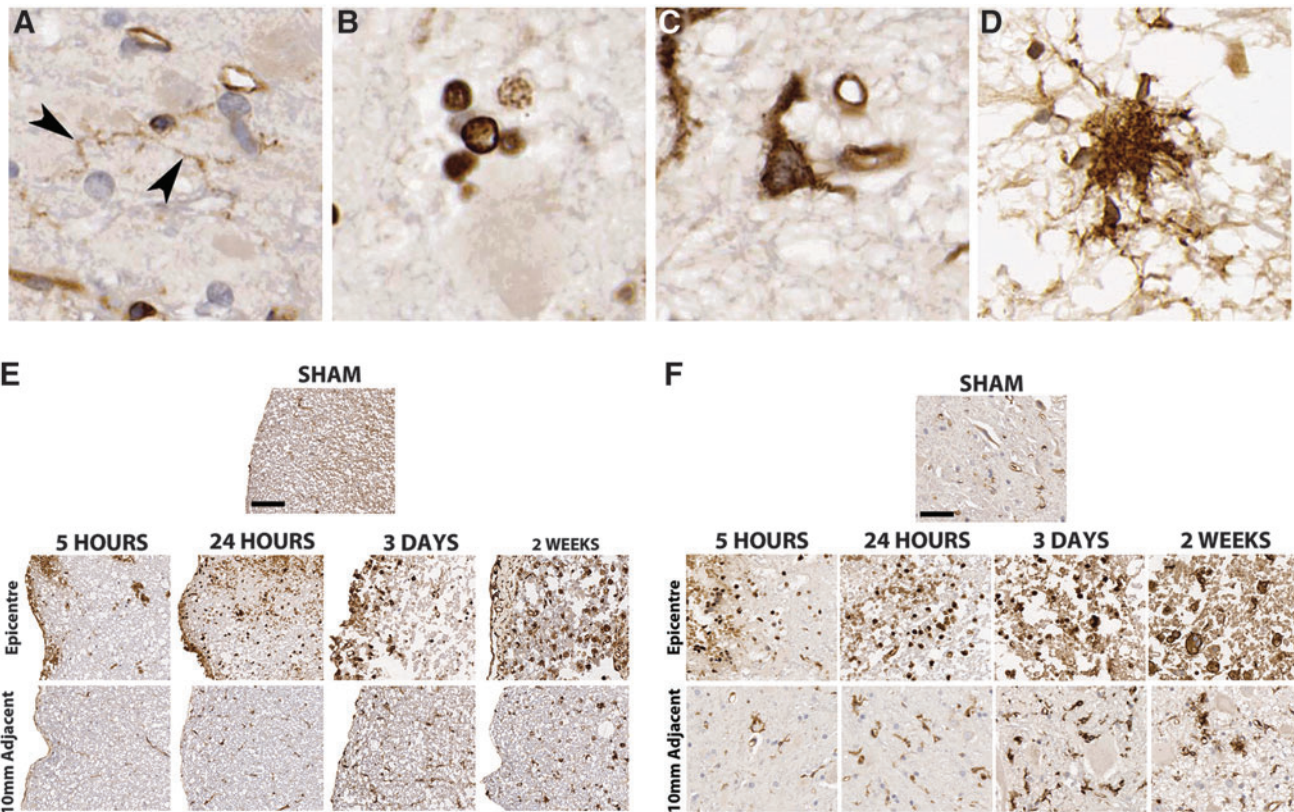 A B C D
E F
SHAM SHAM
5 HOURS 24 HOURS 3 DAYS 2 WEEKS 5 HOURS 24 HOURS 3 DAYS 2 WEEKS
Epicentre Epicentre
10mm Adjacent 10mm Adjacent